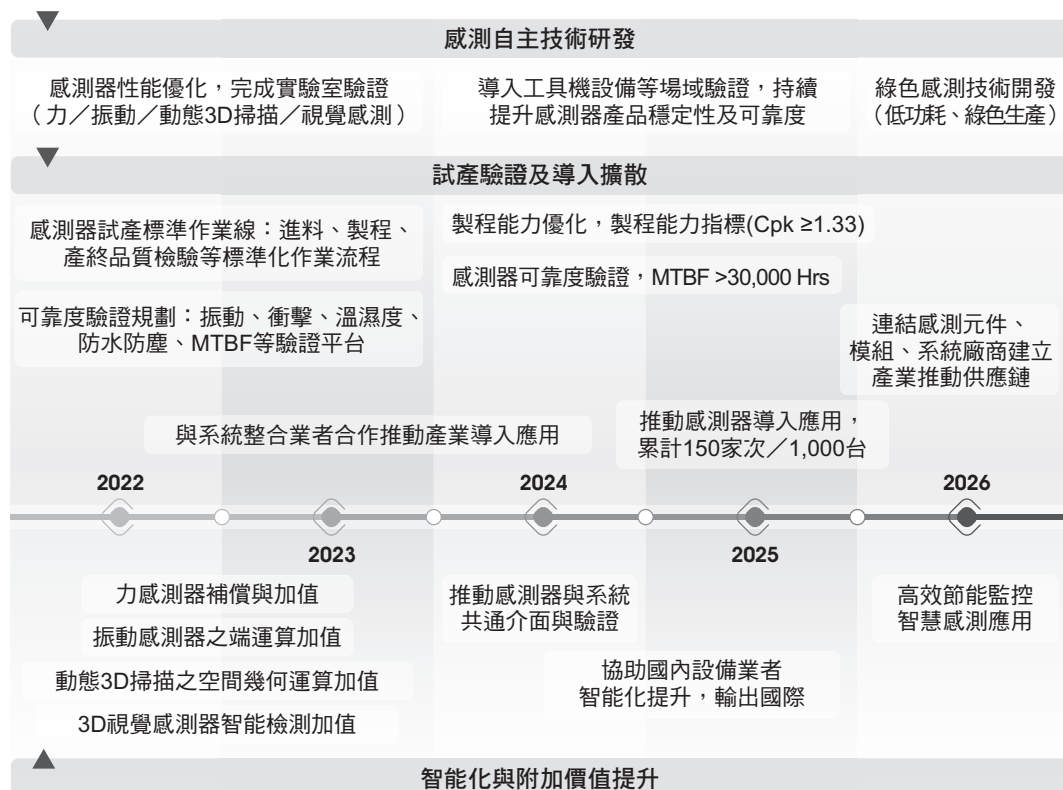 感測自主技術研發
感測器性能優化，完成實驗室驗證
（力／振動／動態3D掃描／視覺感測）
導入工具機設備等場域驗證，持續
提升感測器產品穩定性及可靠度
綠色感測技術開發
（低功耗、綠色生產）
試產驗證及導入擴散
感測器試產標準作業線：進料、製程、
產終品質檢驗等標準化作業流程
製程能力優化，製程能力指標(Cpk ≥1.33)
感測器可靠度驗證，MTBF >30,000 Hrs
可靠度驗證規劃：振動、衝擊、溫濕度、
防水防塵、MTBF等驗證平台
連結感測元件、
模組、系統廠商建立
產業推動供應鏈
與系統整合業者合作推動產業導入應用
推動感測器導入應用，
累計150家次／1,000台
2022
2024
2026
2023
2025
力感測器補償與加值
振動感測器之端運算加值
動態3D掃描之空間幾何運算加值
3D視覺感測器智能檢測加值
推動感測器與系統
共通介面與驗證
協助國內設備業者
智能化提升，輸出國際
高效節能監控
智慧感測應用
智能化與附加價值提升